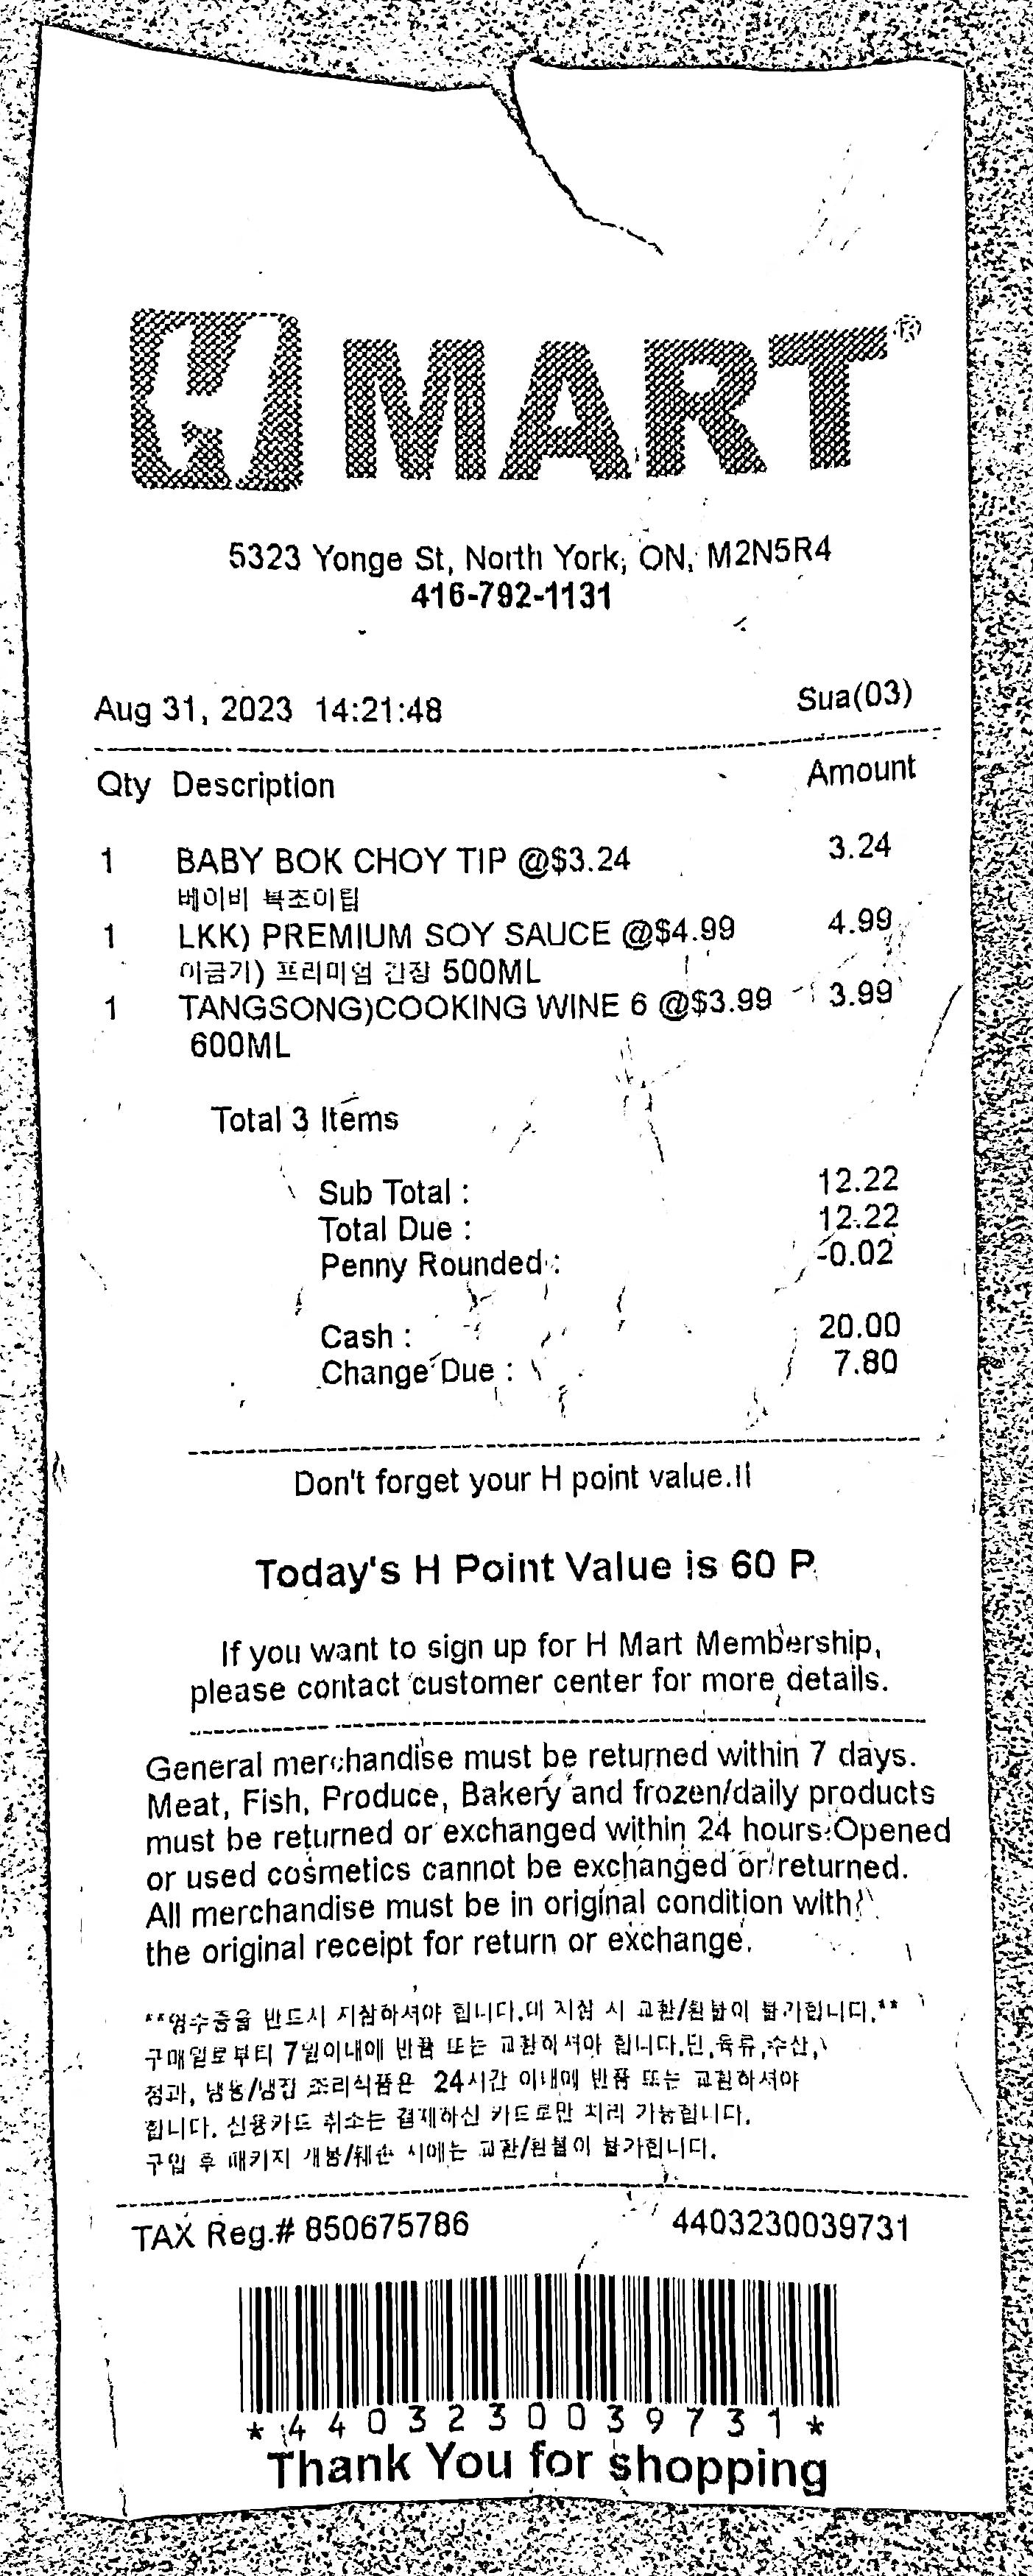 H MART®
5323 Yonge St, North York, ON, M2N5R4
416-792-1131
Aug 31, 2023 14:21:48 Sua(03)
Qty Description Amount
1 BABY BOK CHOY TIP @$3.24 3.24
베이비 복초이팁
1 LKK) PREMIUM SOY SAUCE @$4.99 4.99
이금기) 프리미엄 간장 500ML
1 TANGSONG)COOKING WINE 6 @$3.99 3.99
600ML
Total 3 Items
Sub Total : 12.22
Total Due : 12.22
Penny Rounded : -0.02
Cash : 20.00
Change Due : 7.80
Don't forget your H point value.!!
Today's H Point Value is 60 P
If you want to sign up for H Mart Membership,
please contact customer center for more details.
General merchandise must be returned within 7 days.
Meat, Fish, Produce, Bakery and frozen/daily products
must be returned or exchanged within 24 hours.Opened
or used cosmetics cannot be exchanged or returned.
All merchandise must be in original condition with
the original receipt for return or exchange.
**영수증을 반드시 지참하셔야 합니다.미 지참 시 교환/환불이 불가합니다.**
구매일로부터 7일이내에 반품 또는 교환하셔야 합니다.단,육류,수산,
청과, 냉동/냉장 조리식품은 24시간 이내에 반품 또는 교환하셔야
합니다. 신용카드 취소는 결제하신 카드로만 처리 가능합니다.
구입 후 패키지 개봉/훼손 시에는 교환/환불이 불가합니다.
TAX Reg.# 850675786 4403230039731
*4403230039731*
Thank You for shopping